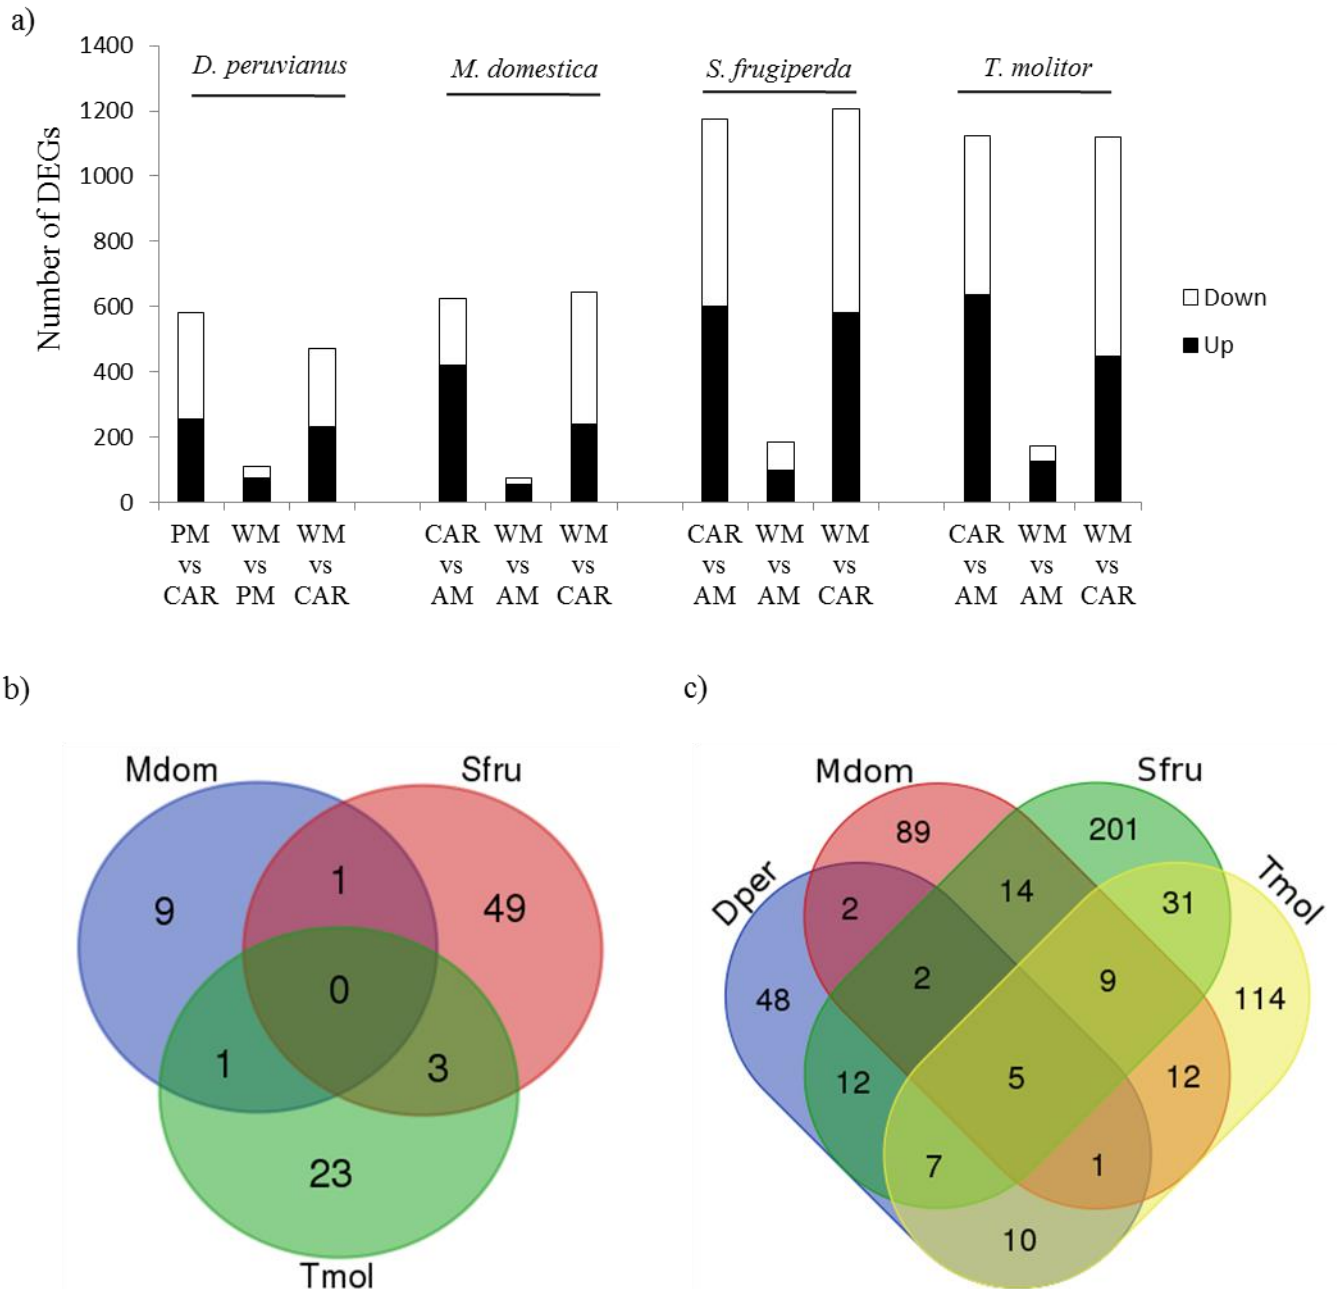 a)
D. peruvianus
M. domestica
S. frugiperda
T. molitor
Number of DEGs
1400
1200
1000
800
600
400
200
0
Down
Up
PM WM WM CAR WM WM CAR WM WM CAR WM WM
vs vs vs vs vs vs vs vs vs vs vs vs
CAR PM CAR AM AM CAR AM AM CAR AM AM CAR
b)
Mdom Sfru
1
9 49
0
1 3
23
Tmol
c)
Mdom Sfru
Dper Tmol
89 201
2 14 31
48 2 9 114
12 5 12
7 1
10